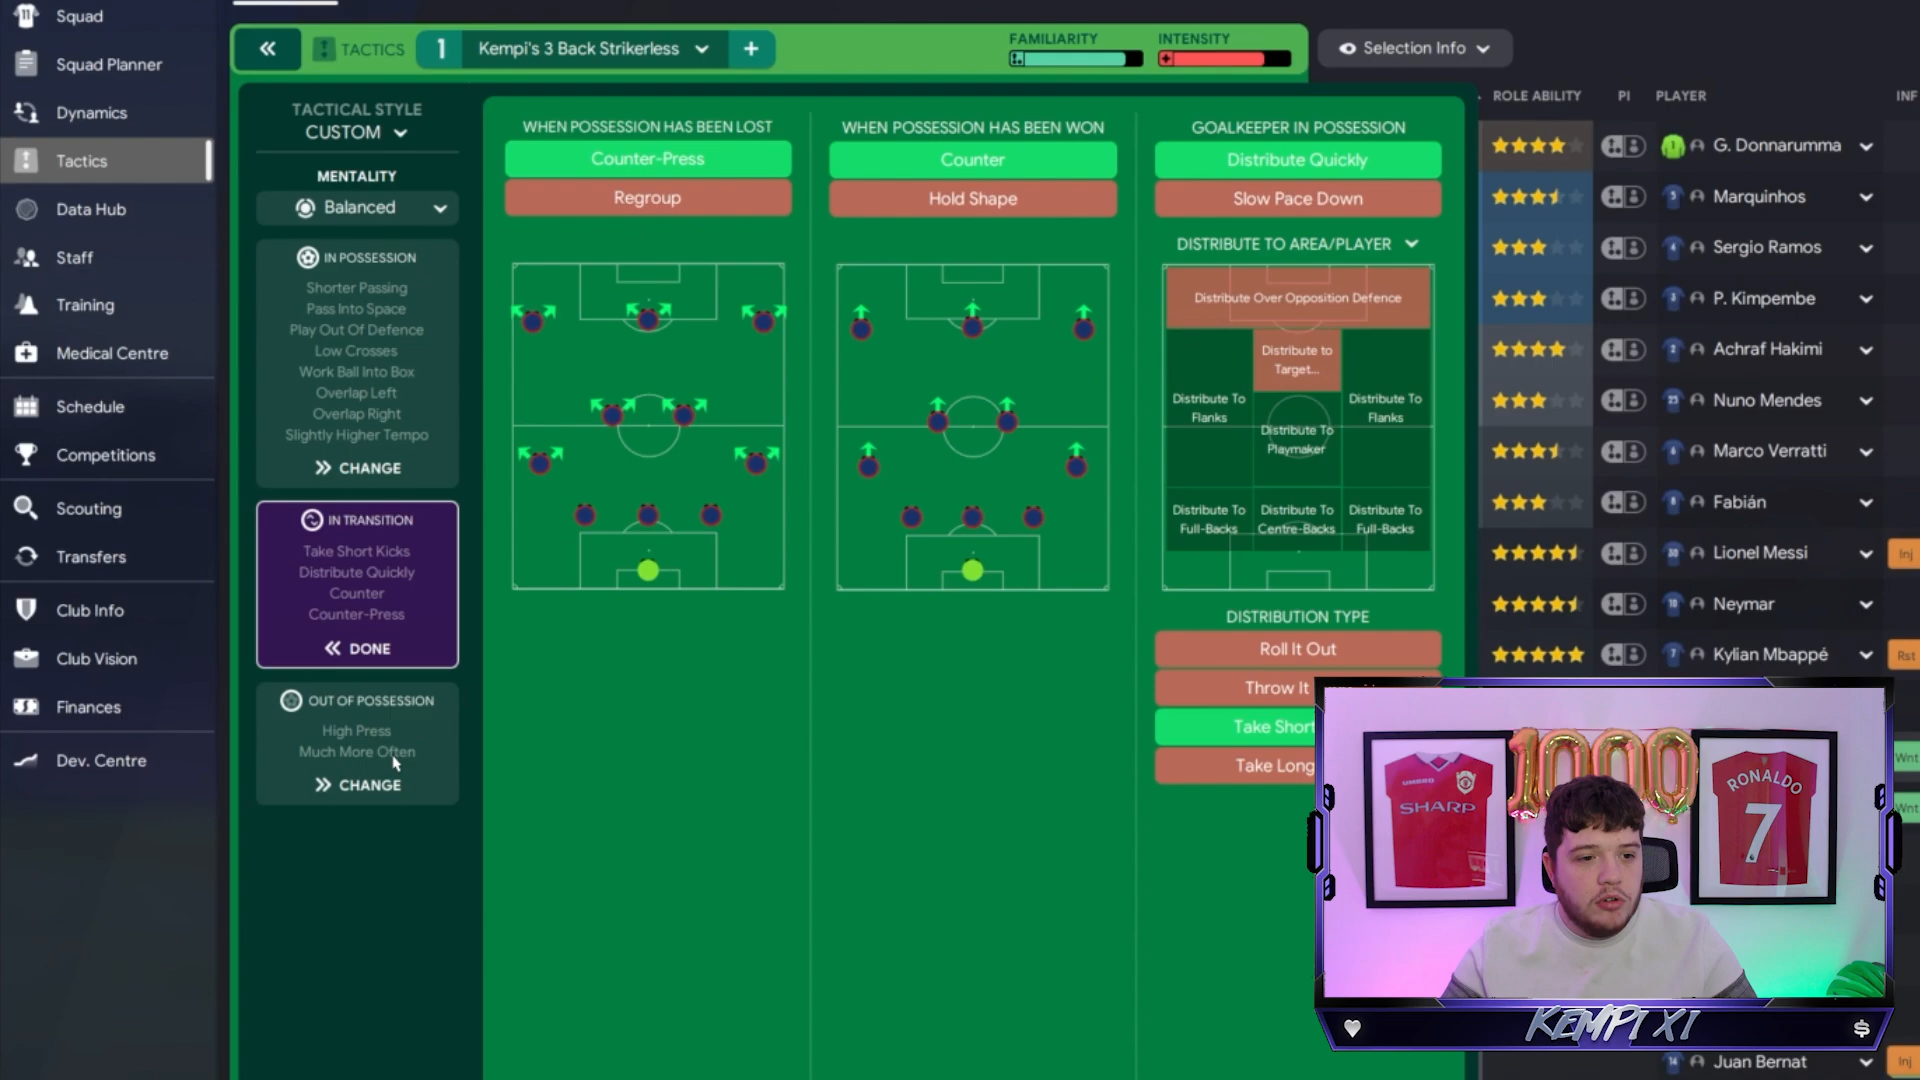 Squad
Squad Planner
Dynamics
Tactics
Data Hub
Staff
Training
Medical Centre
Schedule
Competitions
Scouting
Transfers
Club Info
Club Vision
Finances
Dev. Centre
TACTICS
1
Kempi's 3 Back Strikerless
FAMILIARITY
INTENSITY
Selection Info
TACTICAL STYLE
CUSTOM
MENTALITY
Balanced
IN POSSESSION
Shorter Passing
Pass Into Space
Play Out Of Defence
Low Crosses
Work Ball Into Box
Overlap Left
Overlap Right
Slightly Higher Tempo
CHANGE
IN TRANSITION
Take Short Kicks
Distribute Quickly
Counter
Counter-Press
DONE
OUT OF POSSESSION
High Press
Much More Often
CHANGE
WHEN POSSESSION HAS BEEN LOST
Counter-Press
Regroup
WHEN POSSESSION HAS BEEN WON
Counter
Hold Shape
GOALKEEPER IN POSSESSION
Distribute Quickly
Slow Pace Down
DISTRIBUTE TO AREA/PLAYER
Distribute Over Opposition Defence
Distribute to
Target...
Distribute To
Flanks
Distribute To
Playmaker
Distribute To
Flanks
Distribute To
Full-Backs
Distribute To
Centre-Backs
Distribute To
Full-Backs
DISTRIBUTION TYPE
Roll It Out
Throw It
Take Short
Take Long
ROLE ABILITY PI PLAYER INF
G. Donnarumma
Marquinhos
Sergio Ramos
P. Kimpembe
Achraf Hakimi
Nuno Mendes
Marco Verratti
Fabián
Lionel Messi Inj
Neymar
Kylian Mbappé Rst
Wnt
Wnt
Juan Bernat Inj
UMBRO
SHARP
1000
RONALDO
7
KEMPI XI